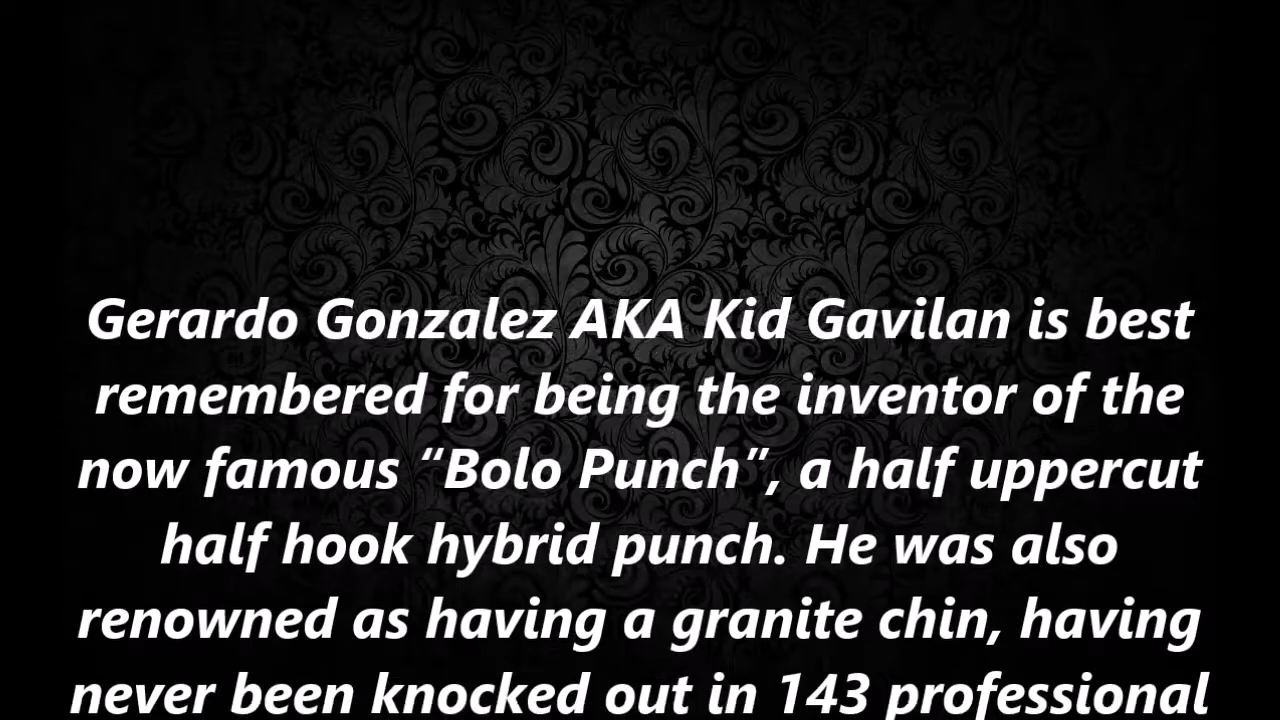 Gerardo Gonzalez AKA Kid Gavilan is best
remembered for being the inventor of the
now famous “Bolo Punch”, a half uppercut
half hook hybrid punch. He was also
renowned as having a granite chin, having
never been knocked out in 143 professional